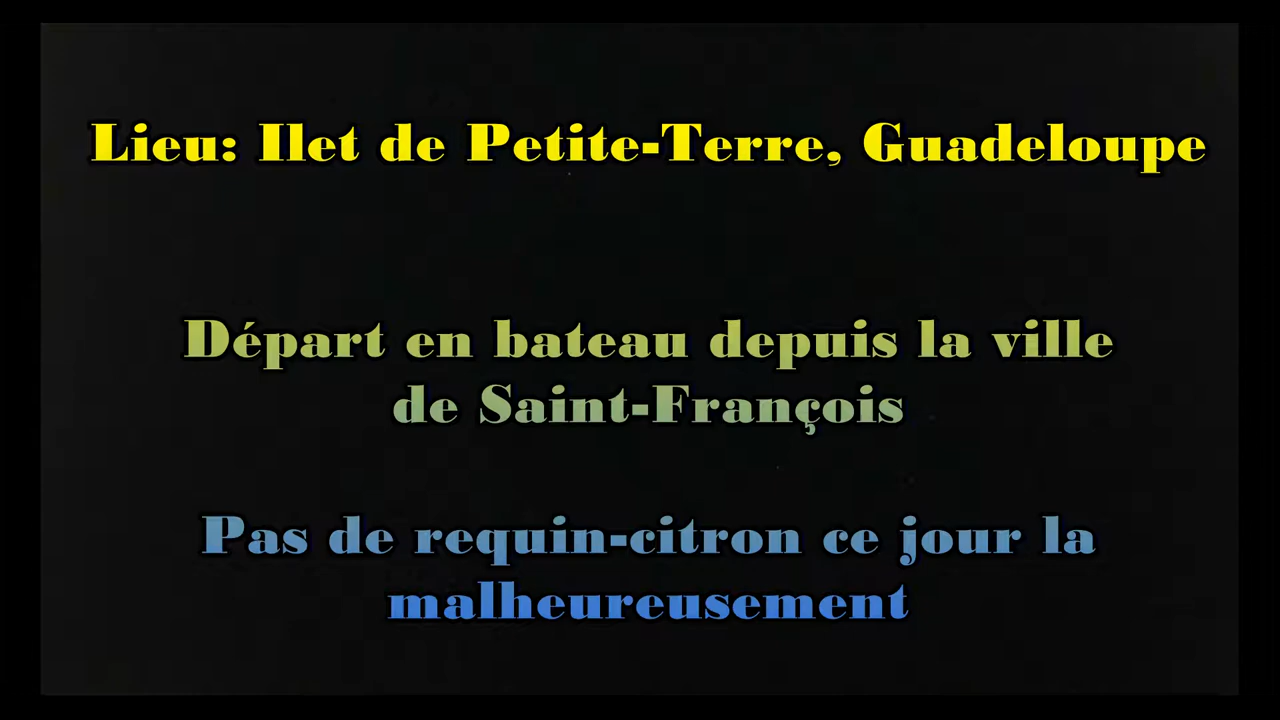 Lieu: Ilet de Petite-Terre, Guadeloupe
Départ en bateau depuis la ville
de Saint-François
Pas de requin-citron ce jour la
malheureusement